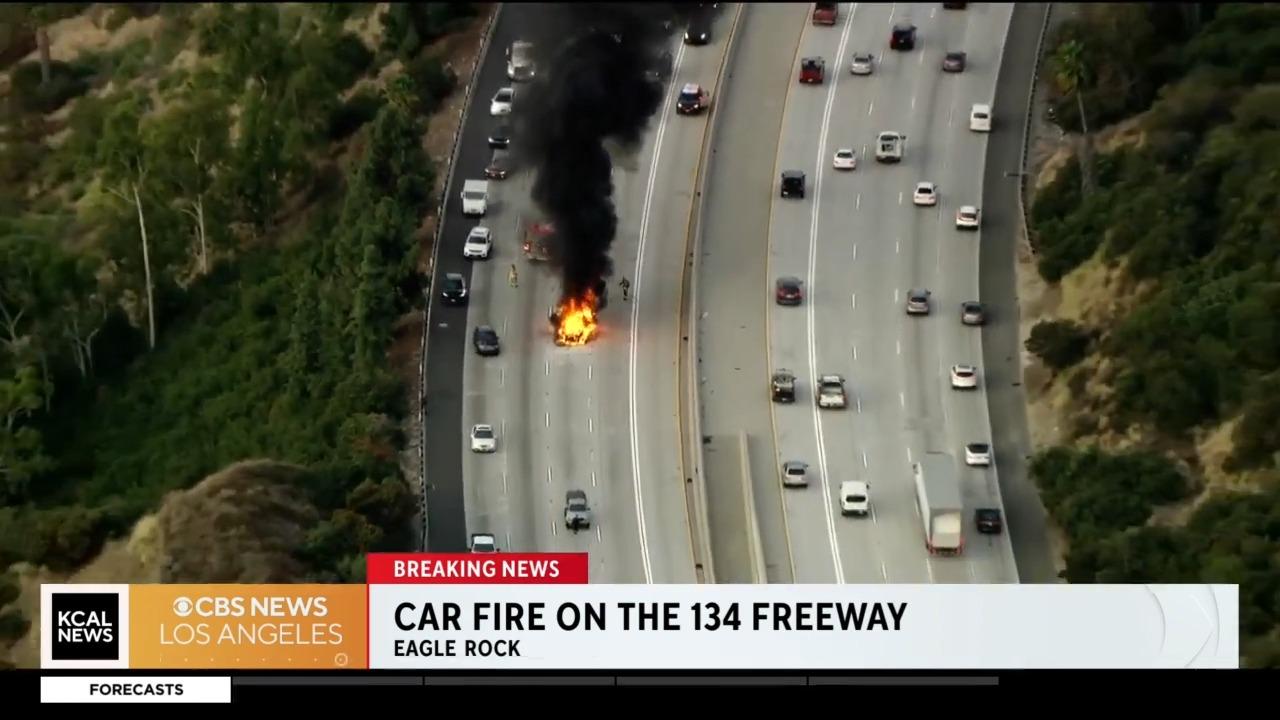 BREAKING NEWS
KCAL
NEWS
CBS NEWS
LOS ANGELES
CAR FIRE ON THE 134 FREEWAY
EAGLE ROCK
FORECASTS